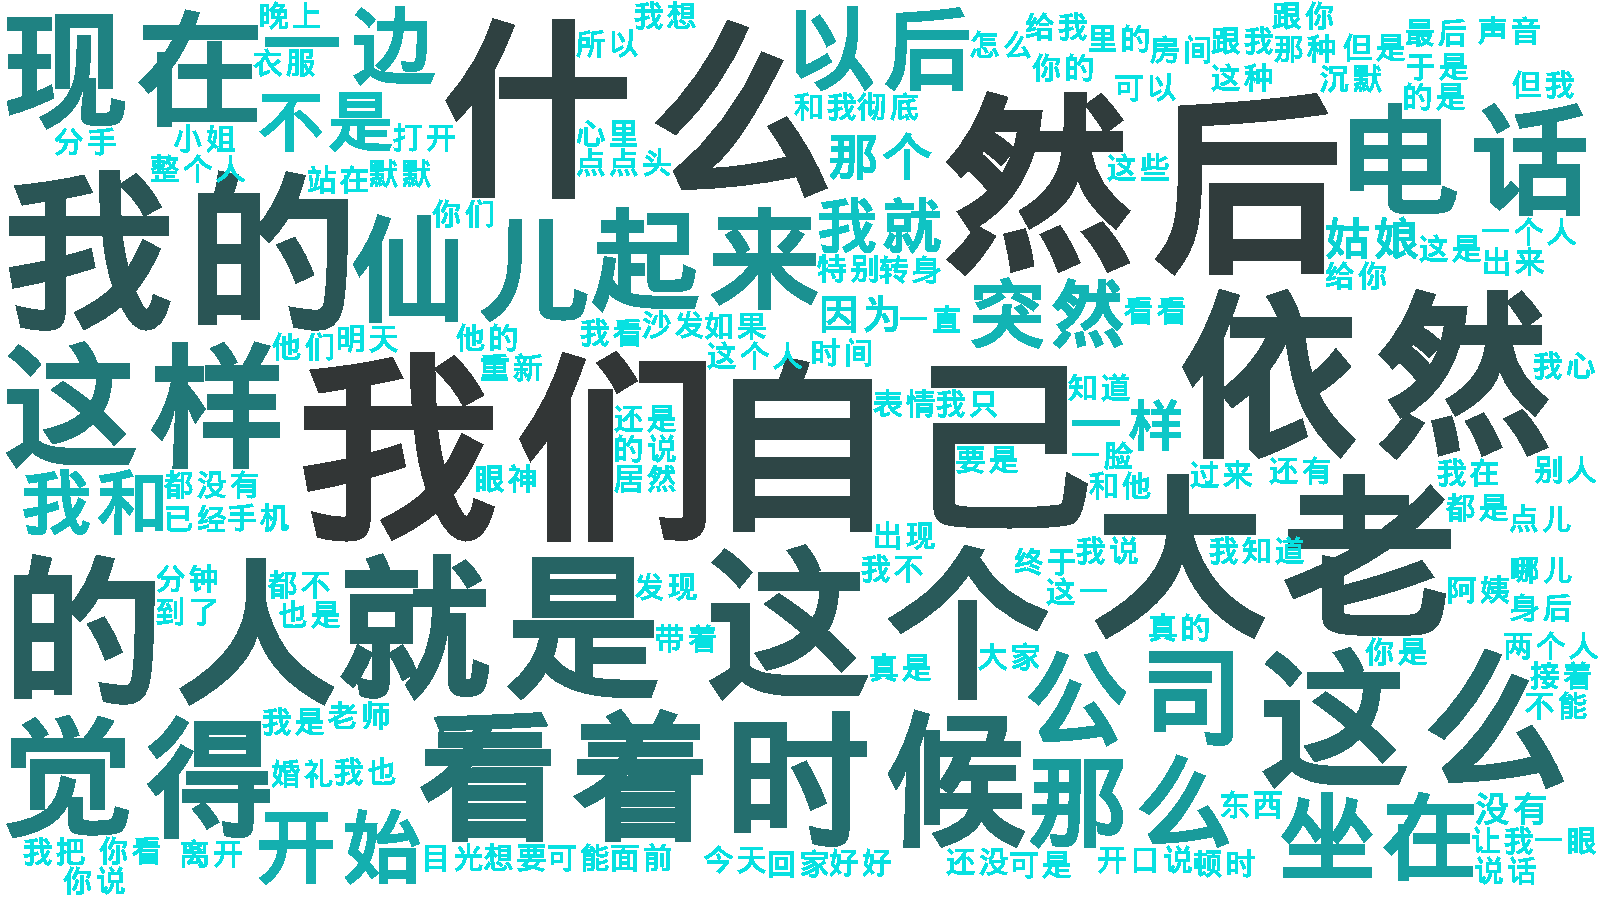 现在
晚上
一边
衣服
不是
打开
分手
小姐
整个人
站在
默默
什么
所以
我想
心里
点点头
以后
和我
彻底
那个
怎么
给我
你的
里的
可以
房间
跟我
这种
跟你
那种
沉默
但是
最后
于是
的是
声音
但我
然后
这些
电话
我的
仙儿
你们
起来
我就
特别
转身
因为
一直
突然
看看
姑娘
给你
这是
一个人
出来
这样
他们
明天
他的
重新
我看
沙发
如果
这个人
时间
我们
还是
的说
居然
眼神
自己
表情
我只
要是
知道
一样
一脸
和他
依然
我心
过来
还有
我在
别人
都是
点儿
我和
都没有
已经
手机
的人
分钟
到了
都不
也是
就是
发现
带着
这个
出现
我不
真是
大家
终于
这一
我说
大老
我知道
真的
阿姨
哪儿
身后
你是
两个人
接着
不能
觉得
我是
老师
婚礼
我也
看着
时候
公司
那么
这么
东西
坐在
没有
让我
一眼
说话
我把
你看
你说
离开
开始
目光
想要
可能
面前
今天
回家
好好
还没
可是
开口
说
顿时